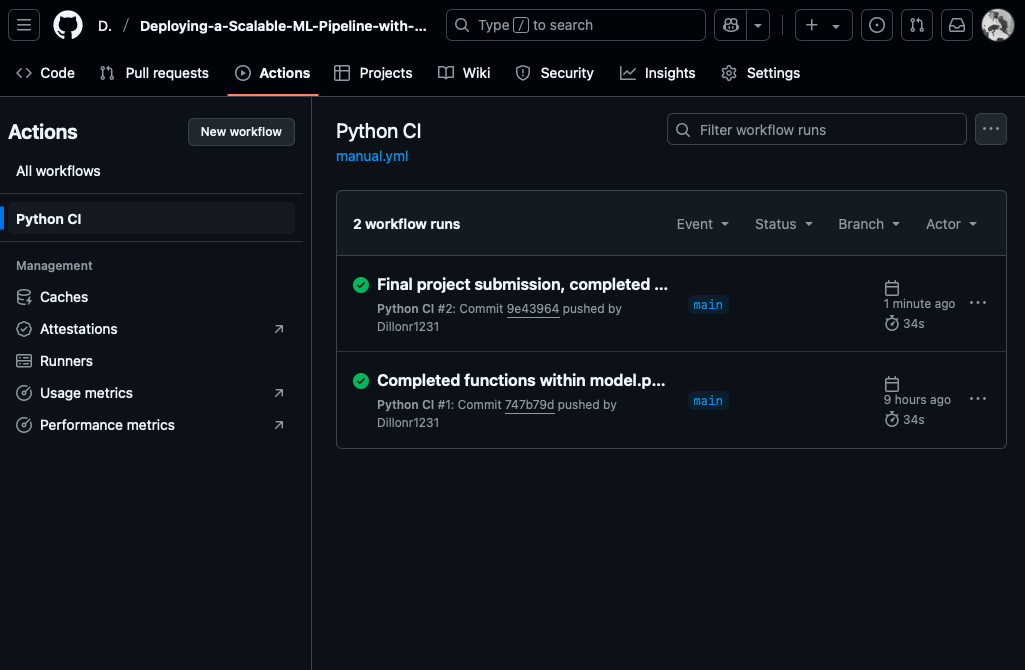 D. / Deploying-a-Scalable-ML-Pipeline-with-...
Type / to search
Code
Pull requests
Actions
Projects
Wiki
Security
Insights
Settings
Actions
New workflow
All workflows
Python CI
Management
Caches
Attestations
Runners
Usage metrics
Performance metrics
Python CI
manual.yml
Filter workflow runs
2 workflow runs
Event
Status
Branch
Actor
Final project submission, completed ...
Python CI #2: Commit 9e43964 pushed by
Dillonr1231
main
1 minute ago
34s
Completed functions within model.p...
Python CI #1: Commit 747b79d pushed by
Dillonr1231
main
9 hours ago
34s